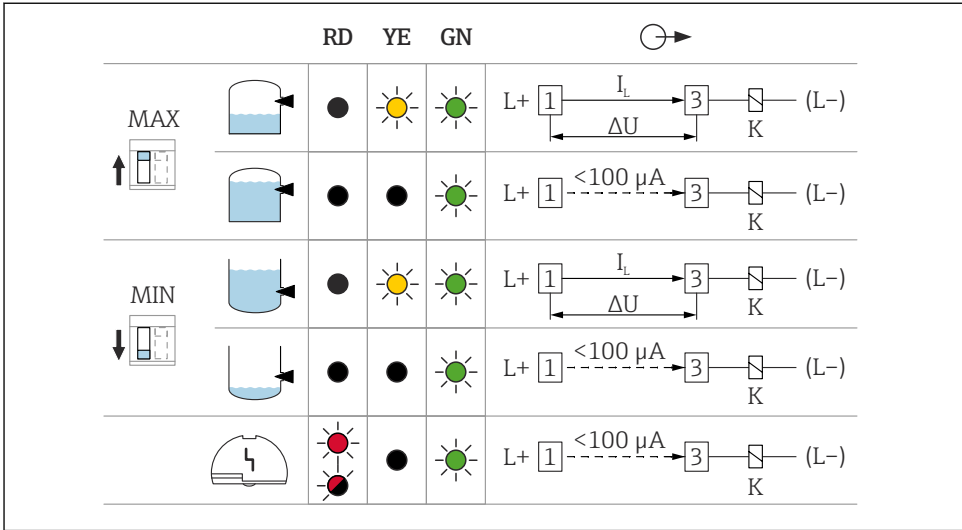 RD YE GN
MAX
L+ 1 I_L 3 (L−)
ΔU K
L+ 1 <100 µA 3 (L−)
K
MIN
L+ 1 I_L 3 (L−)
ΔU K
L+ 1 <100 µA 3 (L−)
K
L+ 1 <100 µA 3 (L−)
K